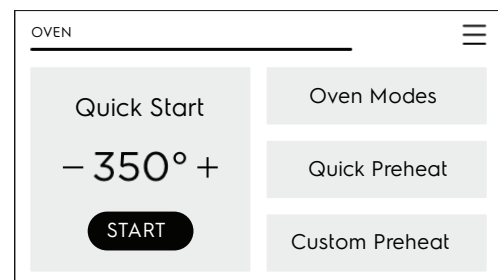 OVEN
Quick Start
− 350° +
START
Oven Modes
Quick Preheat
Custom Preheat